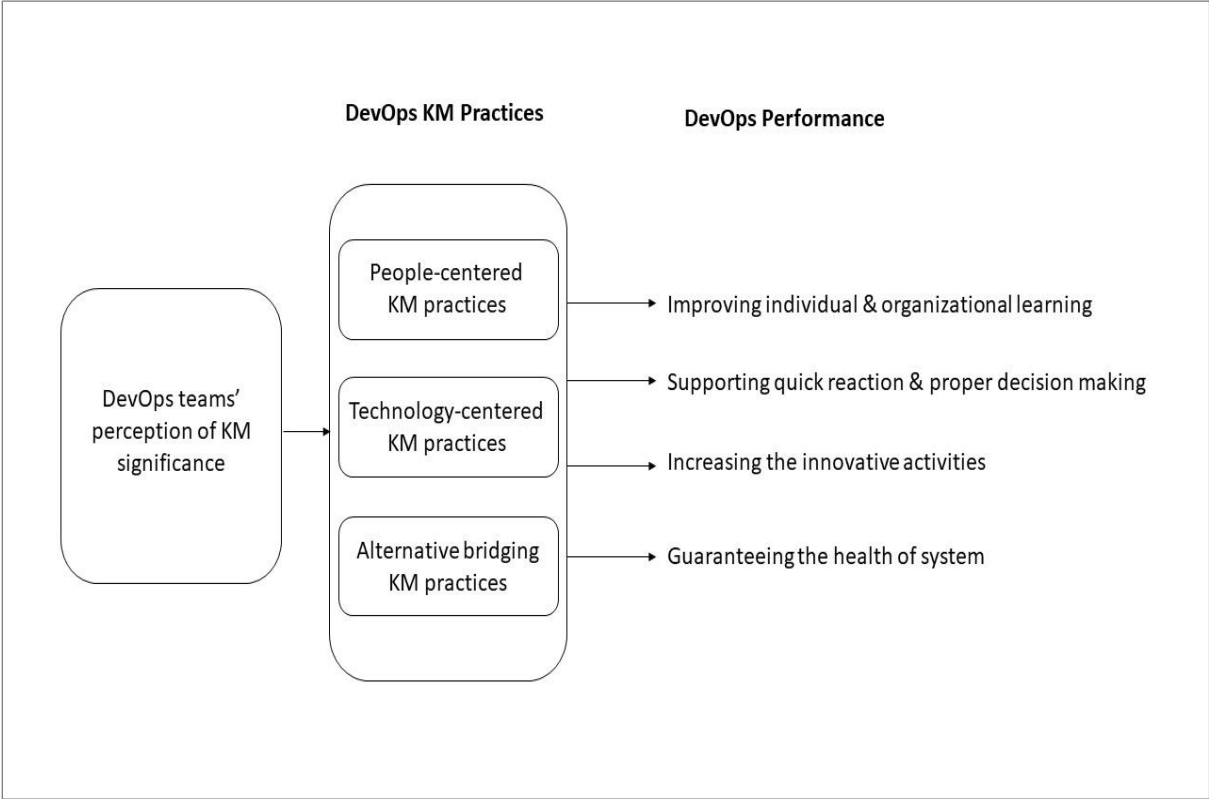 DevOps KM Practices
DevOps Performance
DevOps teams’
perception of KM
significance
People-centered
KM practices
Technology-centered
KM practices
Alternative bridging
KM practices
Improving individual & organizational learning
Supporting quick reaction & proper decision making
Increasing the innovative activities
Guaranteeing the health of system